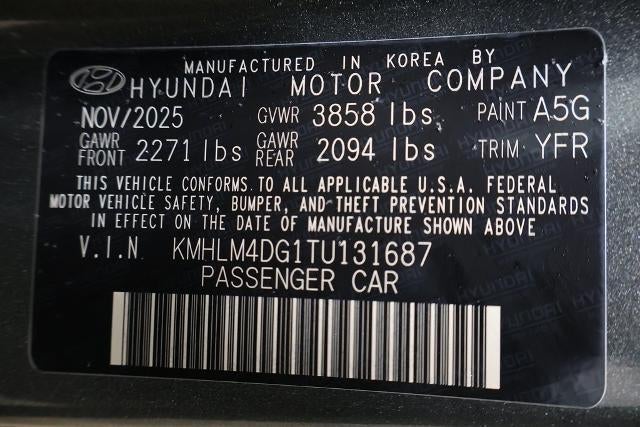 MANUFACTURED IN KOREA BY
HYUNDAI MOTOR COMPANY
NOV/2025 GVWR 3858 lbs PAINT A5G
GAWR FRONT 2271 lbs GAWR REAR 2094 lbs TRIM YFR
THIS VEHICLE CONFORMS TO ALL APPLICABLE U.S.A. FEDERAL
MOTOR VEHICLE SAFETY, BUMPER, AND THEFT PREVENTION STANDARDS
IN EFFECT ON THE DATE OF MANUFACTURE SHOWN ABOVE
V.I.N KMHLM4DG1TU131687
PASSENGER CAR